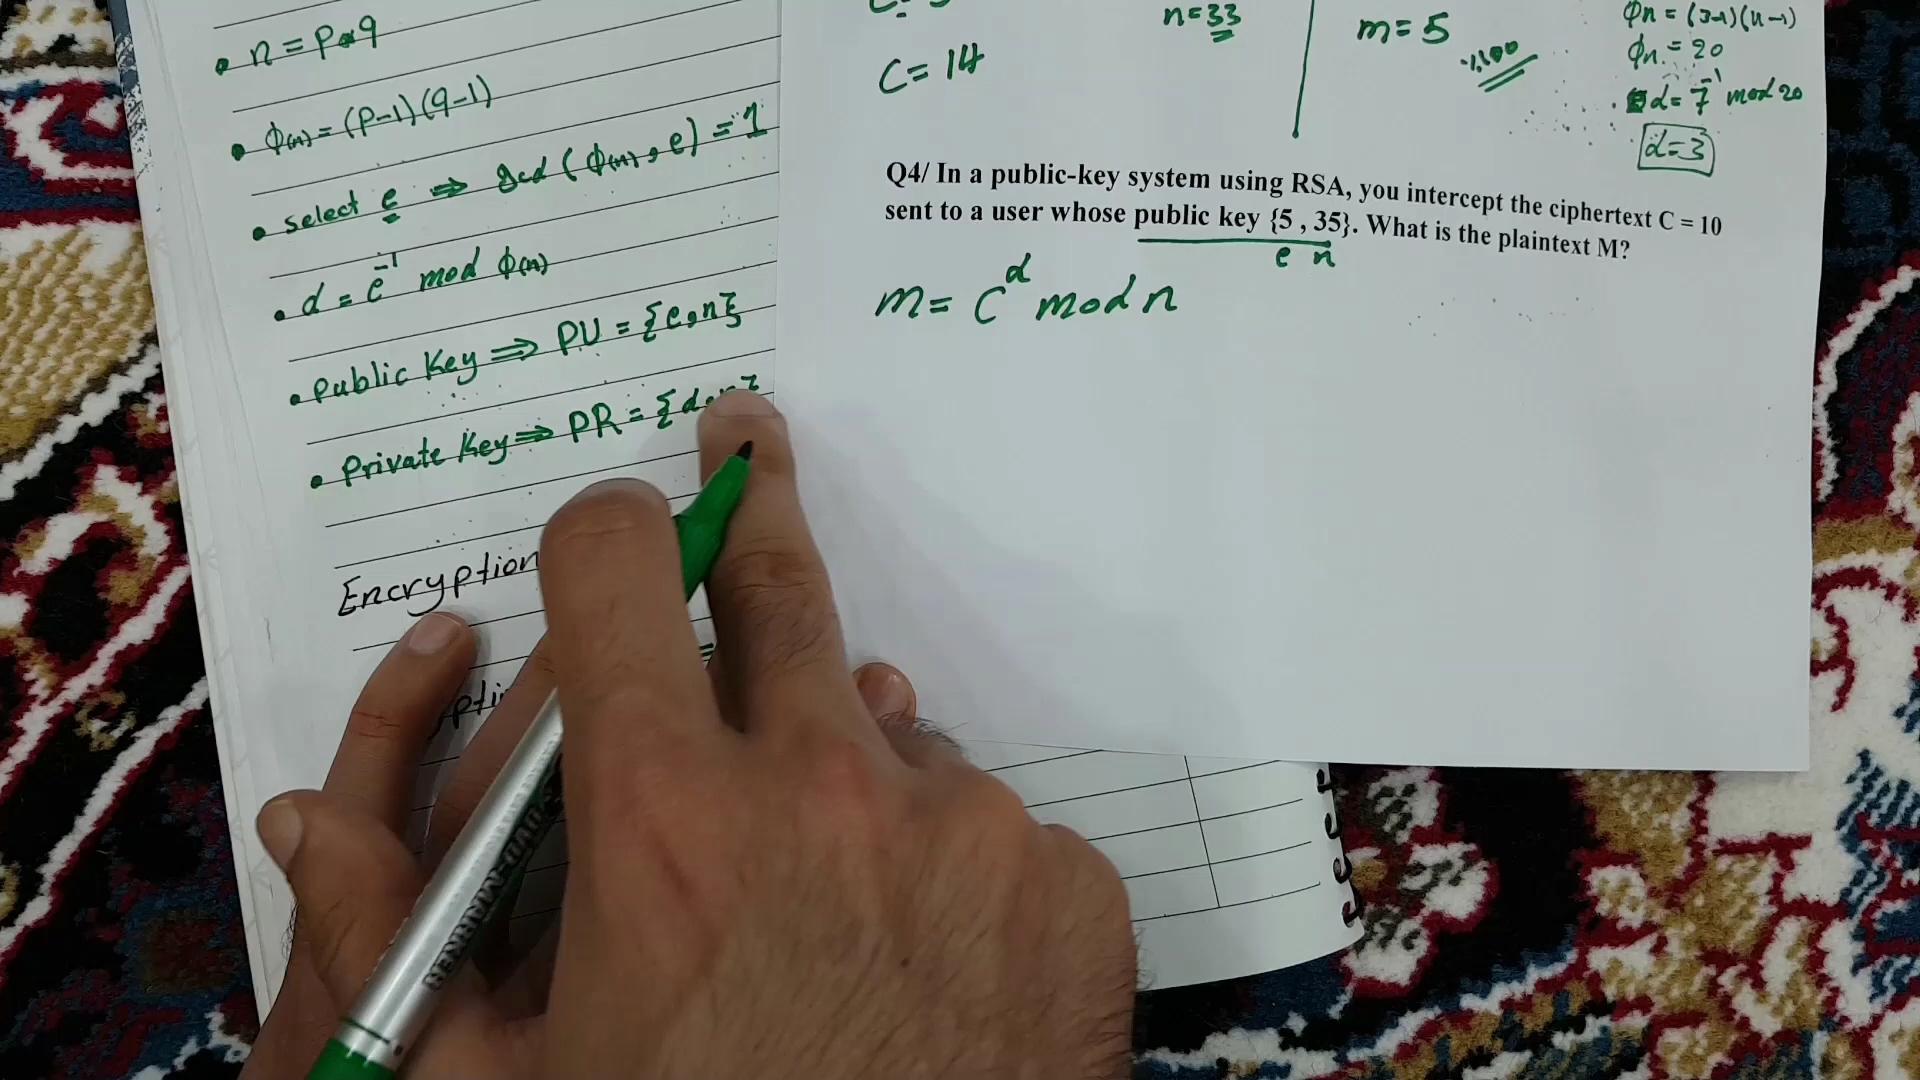 • n = p * q
• ϕ(n) = (p-1)(q-1)
• select e ⇒ gcd (ϕ(n), e) = 1
• d = e⁻¹ mod ϕ(n)
• public key ⇒ PU = {e,n}
• private key ⇒ PR = {d,n}
Encryption
C = 14
n = 33
m = 5
ϕn = (3-1)(11-1)
ϕn = 20
d = 7⁻¹ mod 20
d = 3
Q4/ In a public-key system using RSA, you intercept the ciphertext C = 10
sent to a user whose public key {5 , 35}. What is the plaintext M?
e n
m = C^d mod n